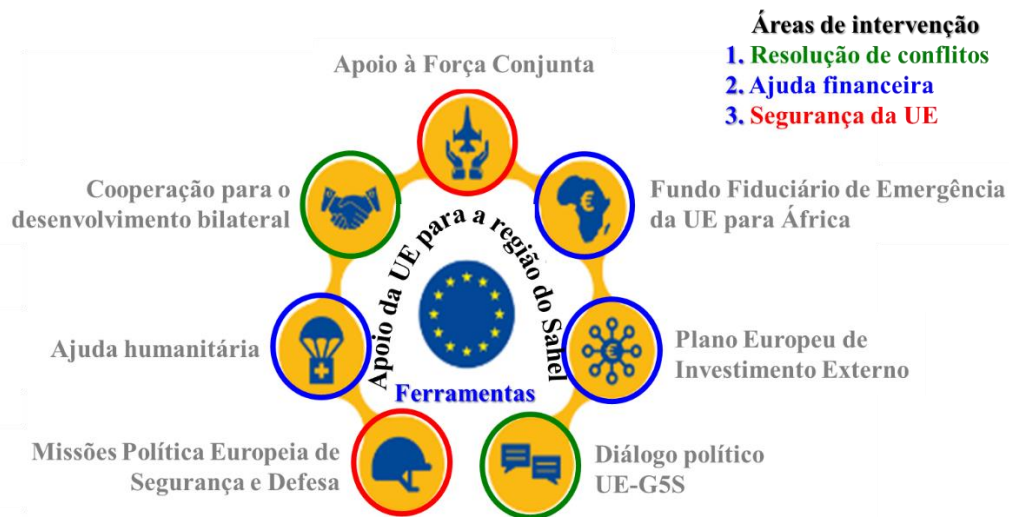 Áreas de intervenção
1. Resolução de conflitos
2. Ajuda financeira
3. Segurança da UE
Apoio à Força Conjunta
Cooperação para o
desenvolvimento bilateral
Fundo Fiduciário de Emergência
da UE para África
Apoio da UE para a região do Sahel
Ajuda humanitária
Plano Europeu de
Investimento Externo
Ferramentas
Missões Política Europeia de
Segurança e Defesa
Diálogo político
UE-G5S